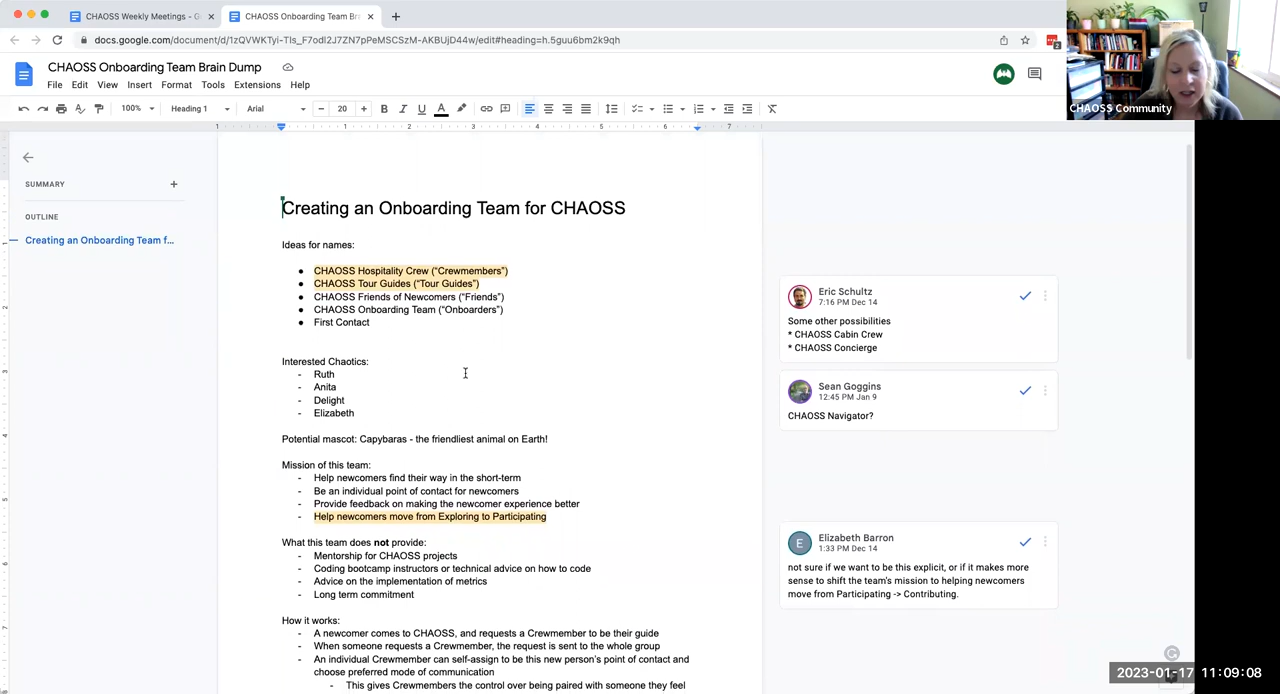 CHAOSS Weekly Meetings - G
CHAOSS Onboarding Team Bra
docs.google.com/document/d/1zQVWKTyi-TIs_F7odl2J7ZN7pPeMSCSzM-AKBUjD44w/edit#heading=h.5guu6bm2k9qh
2
CHAOSS Onboarding Team Brain Dump
File Edit View Insert Format Tools Extensions Help
100% Heading 1 Arial 20
CHAOSS Community
1 1 2 3 4 5 6 7
SUMMARY
OUTLINE
Creating an Onboarding Team f...
Creating an Onboarding Team for CHAOSS
Ideas for names:
● CHAOSS Hospitality Crew (“Crewmembers”)
● CHAOSS Tour Guides (“Tour Guides”)
● CHAOSS Friends of Newcomers (“Friends”)
● CHAOSS Onboarding Team (“Onboarders”)
● First Contact
Interested Chaotics:
- Ruth
- Anita
- Delight
- Elizabeth
Potential mascot: Capybaras - the friendliest animal on Earth!
Mission of this team:
- Help newcomers find their way in the short-term
- Be an individual point of contact for newcomers
- Provide feedback on making the newcomer experience better
- Help newcomers move from Exploring to Participating
What this team does not provide:
- Mentorship for CHAOSS projects
- Coding bootcamp instructors or technical advice on how to code
- Advice on the implementation of metrics
- Long term commitment
How it works:
- A newcomer comes to CHAOSS, and requests a Crewmember to be their guide
- When someone requests a Crewmember, the request is sent to the whole group
- An individual Crewmember can self-assign to be this new person's point of contact and
choose preferred mode of communication
- This gives Crewmembers the control over being paired with someone they feel
Eric Schultz
7:16 PM Dec 14
Some other possibilities
* CHAOSS Cabin Crew
* CHAOSS Concierge
Sean Goggins
12:45 PM Jan 9
CHAOSS Navigator?
E
Elizabeth Barron
1:33 PM Dec 14
not sure if we want to be this explicit, or if it makes more
sense to shift the team's mission to helping newcomers
move from Participating -> Contributing.
2023-01-17 11:09:08